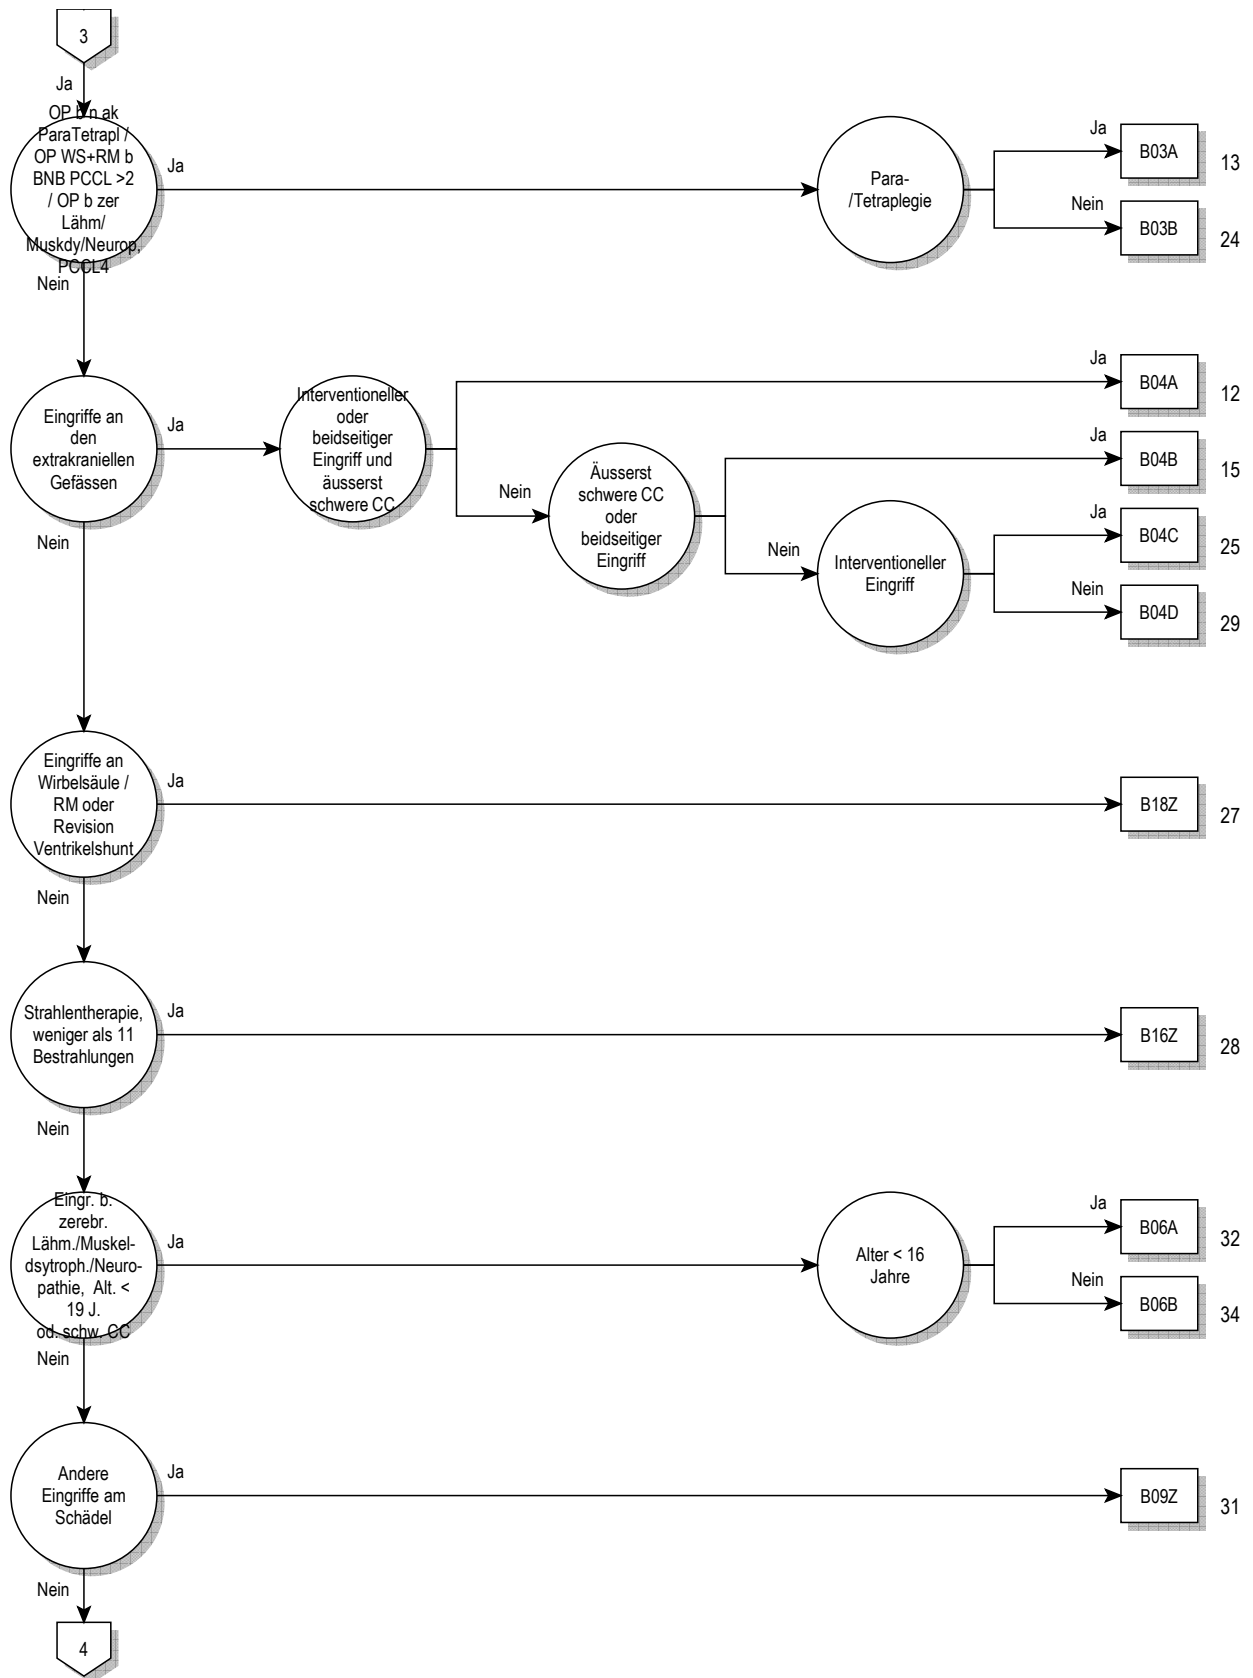 3
Ja
OP b n ak
ParaTetrapl /
OP WS+RM b
BNB PCCL >2
/ OP b zer
Lähm/
Muskdy/Neurop,
PCCL4
Ja
Para-
/Tetraplegie
Ja
B03A
13
Nein
B03B
24
Nein
Eingriffe an
den
extrakraniellen
Gefässen
Ja
Interventioneller
oder
beidseitiger
Eingriff und
äusserst
schwere CC
Ja
B04A
12
Nein
Äusserst
schwere CC
oder
beidseitiger
Eingriff
Ja
B04B
15
Nein
Interventioneller
Eingriff
Ja
B04C
25
Nein
B04D
29
Nein
Eingriffe an
Wirbelsäule /
RM oder
Revision
Ventrikelshunt
Ja
B18Z
27
Nein
Strahlentherapie,
weniger als 11
Bestrahlungen
Ja
B16Z
28
Nein
Eingr. b.
zerebr.
Lähm./Muskel-
dsytroph./Neuro-
pathie, Alt. <
19 J.
od. schw. CC
Ja
Alter < 16
Jahre
Ja
B06A
32
Nein
B06B
34
Nein
Andere
Eingriffe am
Schädel
Ja
B09Z
31
Nein
4